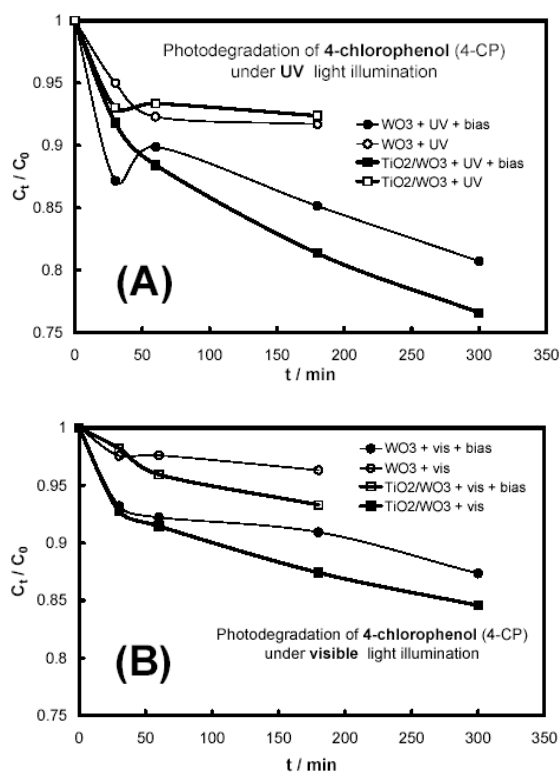 1
0.95
0.9
0.85
0.8
0.75
C_t / C_0
Photodegradation of 4-chlorophenol (4-CP)
under UV light illumination
WO3 + UV + bias
WO3 + UV
TiO2/WO3 + UV + bias
TiO2/WO3 + UV
(A)
0 50 100 150 200 250 300 350
t / min
1
0.95
0.9
0.85
0.8
0.75
C_t / C_0
WO3 + vis + bias
WO3 + vis
TiO2/WO3 + vis + bias
TiO2/WO3 + vis
Photodegradation of 4-chlorophenol (4-CP)
under visible light illumination
(B)
0 50 100 150 200 250 300 350
t / min